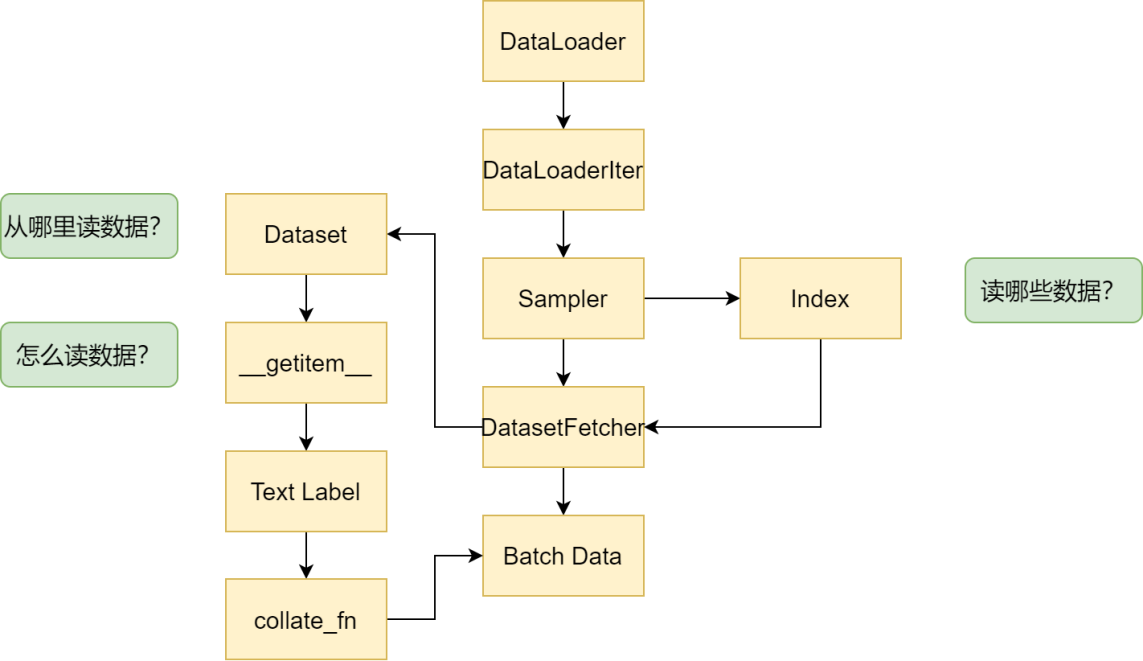 DataLoader
DataLoaderIter
从哪里读数据？
Dataset
Sampler
Index
读哪些数据？
怎么读数据？
__getitem__
DatasetFetcher
Text Label
Batch Data
collate_fn